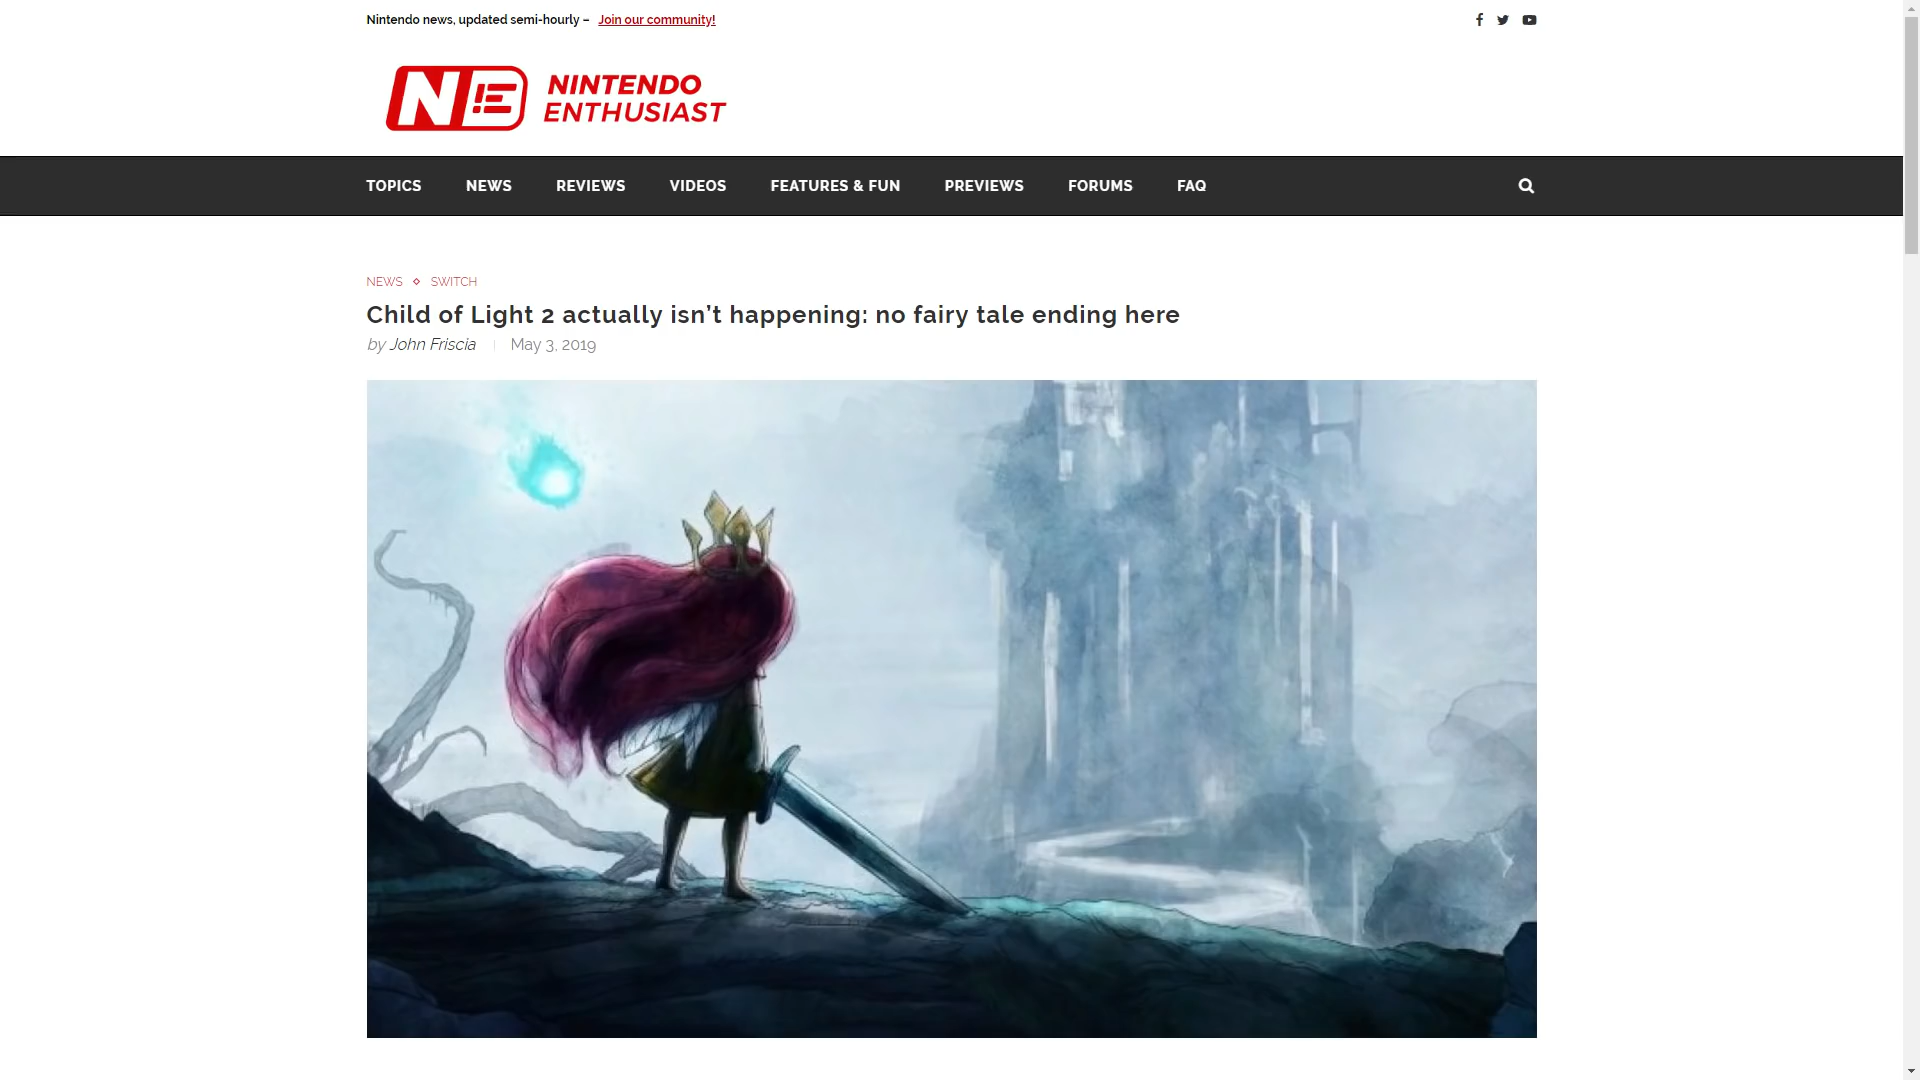 Nintendo news, updated semi-hourly – Join our community!
NE NINTENDO
ENTHUSIAST
TOPICS NEWS REVIEWS VIDEOS FEATURES & FUN PREVIEWS FORUMS FAQ
NEWS SWITCH
Child of Light 2 actually isn’t happening: no fairy tale ending here
by John Friscia May 3, 2019